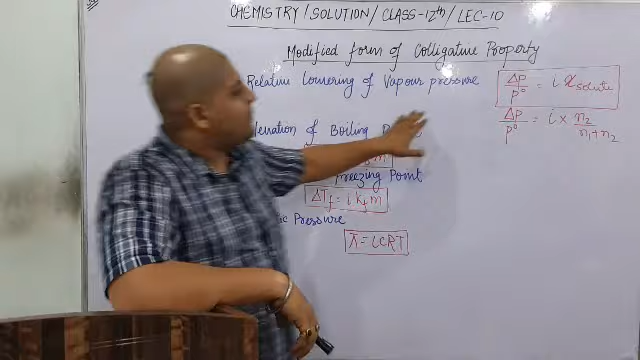 CHEMISTRY/SOLUTION/CLASS-12th/LEC-10
Modified form of Colligative Property
Relative lowering of Vapour pressure
ΔP/P° = i χsolute
ΔP/P° = i × n₂/n₁+n₂
of Boiling
m
freezing Point
ΔTf = i Kf m
Pressure
π = iCRT